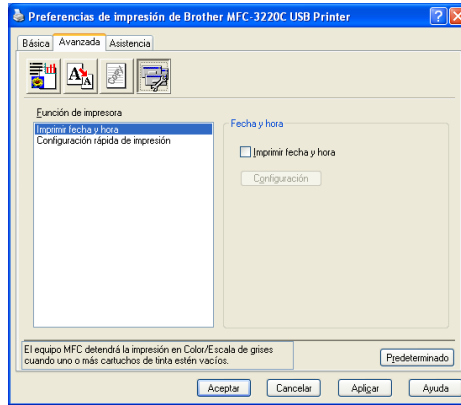 Preferencias de impresión de Brother MFC-3220C USB Printer
Básica Avanzada Asistencia
Función de impresora
Imprimir fecha y hora
Configuración rápida de impresión
Fecha y hora
Imprimir fecha y hora
Configuración
El equipo MFC detendrá la impresión en Color/Escala de grises
cuando uno o más cartuchos de tinta estén vacíos.
Predeterminado
Aceptar Cancelar Aplicar Ayuda